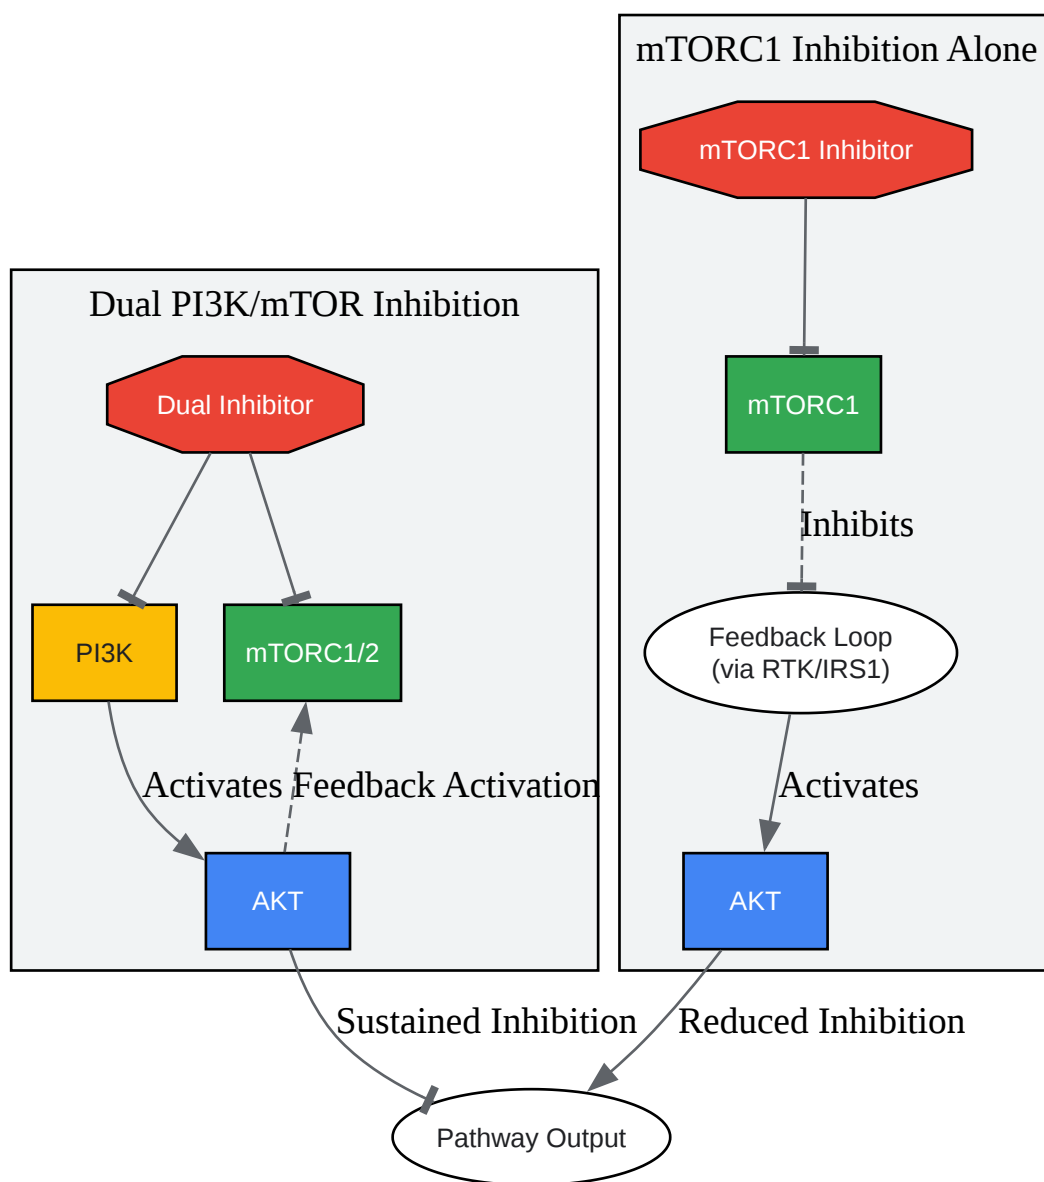 mTORC1 Inhibition Alone
mTORC1 Inhibitor
mTORC1
Inhibits
Feedback Loop
(via RTK/IRS1)
Activates
AKT
Reduced Inhibition
Dual PI3K/mTOR Inhibition
Dual Inhibitor
PI3K
mTORC1/2
Activates
Feedback Activation
AKT
Sustained Inhibition
Pathway Output